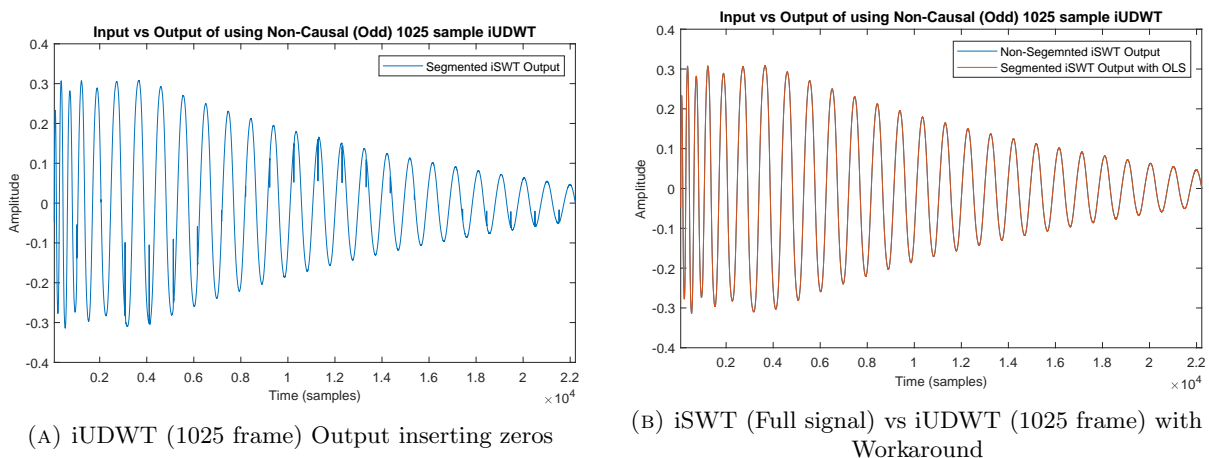 Input vs Output of using Non-Causal (Odd) 1025 sample iUDWT
0.4
0.3
0.2
0.1
0
-0.1
-0.2
-0.3
-0.4
Amplitude
Segmented iSWT Output
0.2 0.4 0.6 0.8 1 1.2 1.4 1.6 1.8 2 2.2
Time (samples)
× 10^4
(A) iUDWT (1025 frame) Output inserting zeros
Input vs Output of using Non-Causal (Odd) 1025 sample iUDWT
0.4
0.3
0.2
0.1
0
-0.1
-0.2
-0.3
-0.4
Amplitude
Non-Segemnted iSWT Output
Segmented iSWT Output with OLS
0.2 0.4 0.6 0.8 1 1.2 1.4 1.6 1.8 2 2.2
Time (samples)
× 10^4
(B) iSWT (Full signal) vs iUDWT (1025 frame) with
Workaround